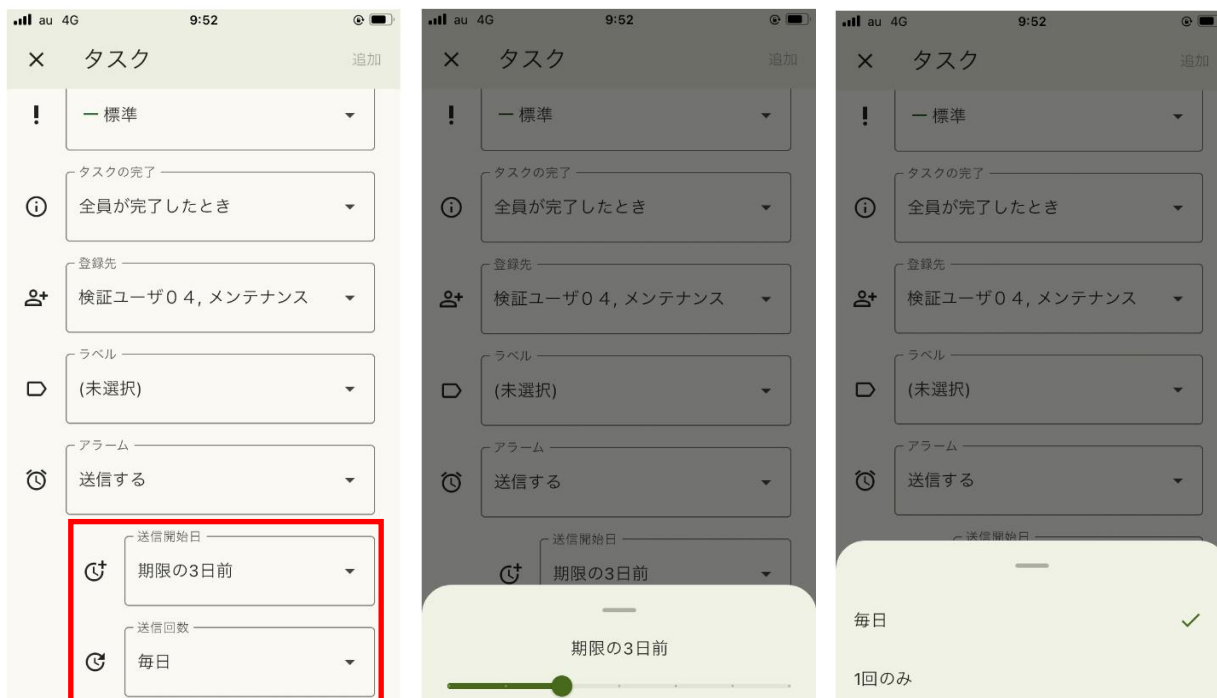 au 4G 9:52
× タスク 追加
! ー 標準
タスクの完了
全員が完了したとき
登録先
検証ユーザ０４, メンテナンス
ラベル
(未選択)
アラーム
送信する
送信開始日
期限の3日前
送信回数
毎日
au 4G 9:52
× タスク 追加
! ー 標準
タスクの完了
全員が完了したとき
登録先
検証ユーザ０４, メンテナンス
ラベル
(未選択)
アラーム
送信する
送信開始日
期限の3日前
期限の3日前
au 4G 9:52
× タスク 追加
! ー 標準
タスクの完了
全員が完了したとき
登録先
検証ユーザ０４, メンテナンス
ラベル
(未選択)
アラーム
送信する
送信開始日
毎日
1回のみ